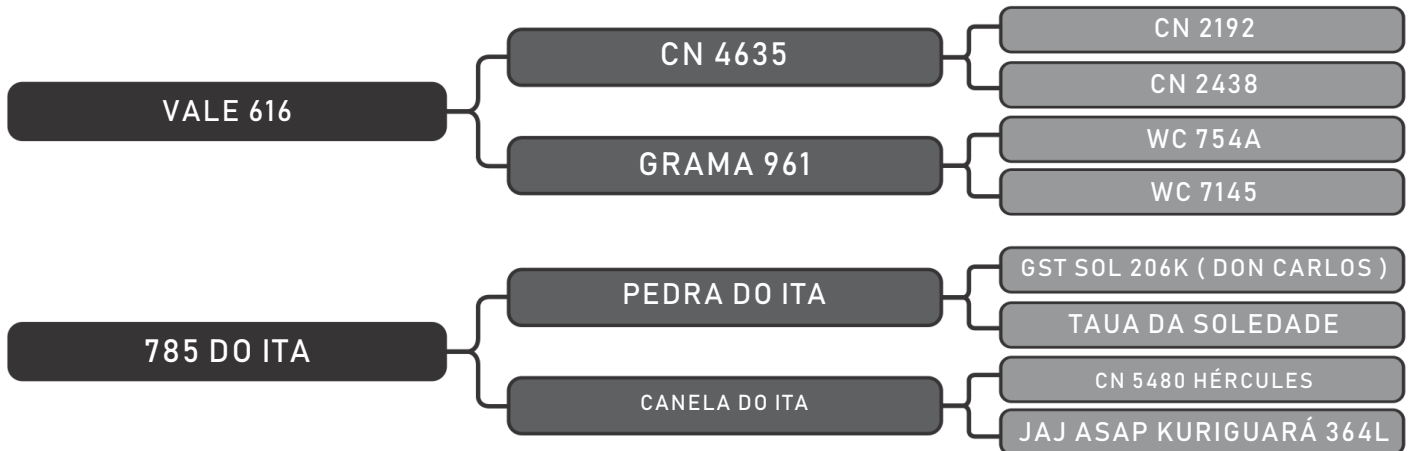 VALE 616
CN 4635
GRAMA 961
CN 2192
CN 2438
WC 754A
WC 7145
785 DO ITA
PEDRA DO ITA
CANELA DO ITA
GST SOL 206K ( DON CARLOS )
TAUA DA SOLEDADE
CN 5480 HÉRCULES
JAJ ASAP KURIGUARÁ 364L